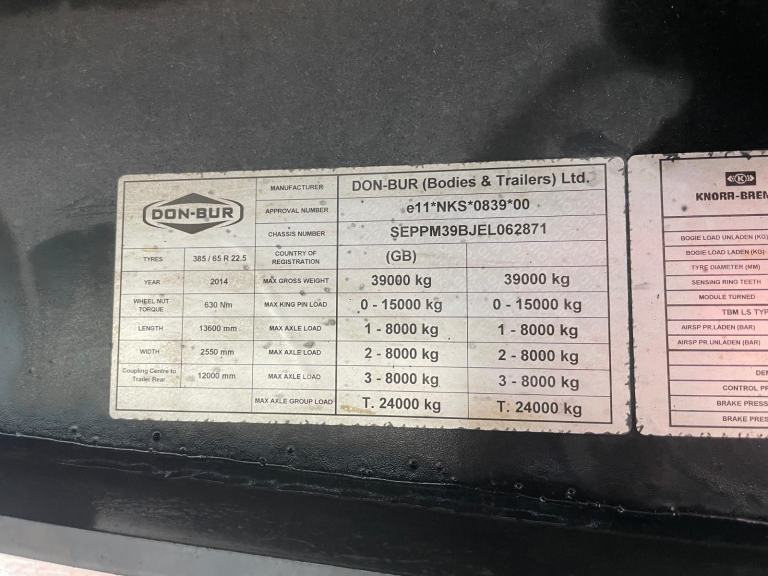 DON-BUR
MANUFACTURER DON-BUR (Bodies & Trailers) Ltd.
APPROVAL NUMBER e11*NKS*0839*00
CHASSIS NUMBER SEPPM39BJEL062871
TYRES 385 / 65 R 22.5 COUNTRY OF REGISTRATION (GB)
YEAR 2014 MAX GROSS WEIGHT 39000 kg 39000 kg
WHEEL NUT TORQUE 630 Nm MAX KING PIN LOAD 0 - 15000 kg 0 - 15000 kg
LENGTH 13600 mm MAX AXLE LOAD 1 - 8000 kg 1 - 8000 kg
WIDTH 2550 mm MAX AXLE LOAD 2 - 8000 kg 2 - 8000 kg
Coupling Centre to Trailer Rear. 12000 mm MAX AXLE LOAD 3 - 8000 kg 3 - 8000 kg
MAX AXLE GROUP LOAD T. 24000 kg T. 24000 kg
K
KNORR-BREM
BOGIE LOAD UNLADEN (KG)
BOGIE LOAD LADEN (KG)
TYRE DIAMETER (MM)
SENSING RING TEETH
MODULE TURNED
TBM LS TYP
AIRSP PR.LADEN (BAR)
AIRSP PR.UNLADEN (BAR)
DE
CONTROL PR
BRAKE PRESS
BRAKE PRES